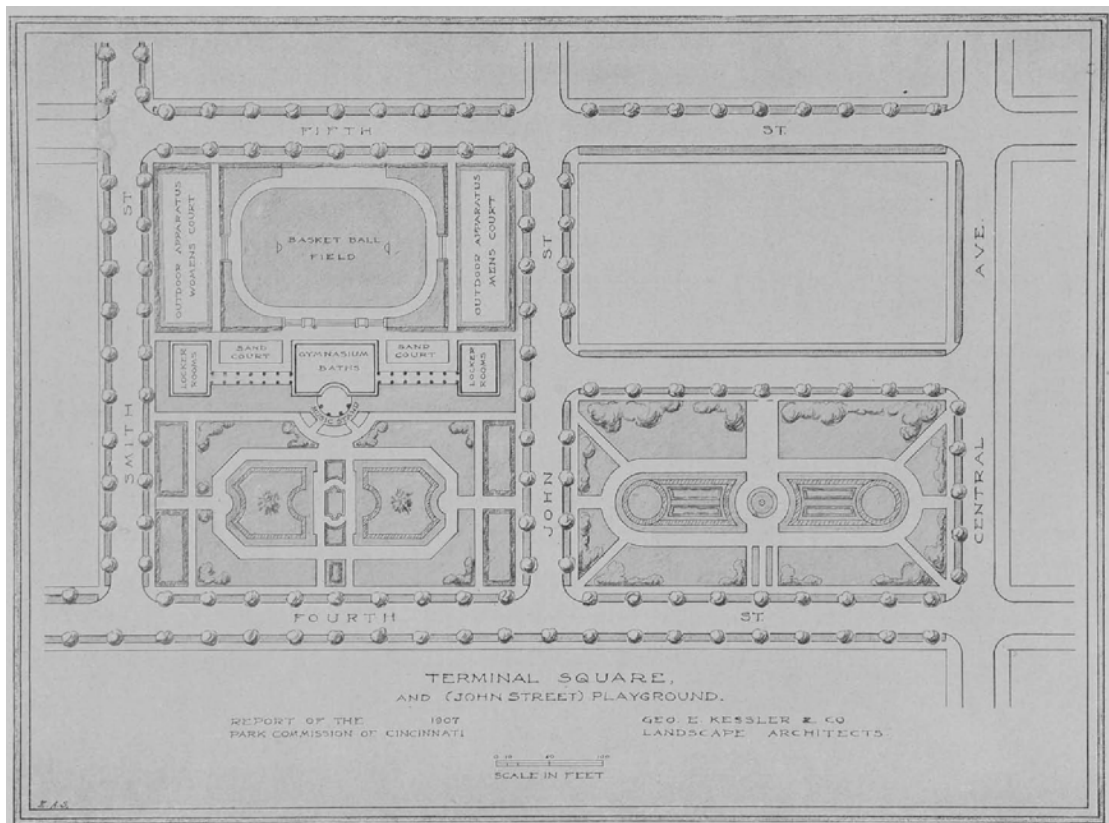 FIFTH ST.
SMITH ST
JOHN ST
CENTRAL AVE.
OUTDOOR APPARATUS
WOMENS COURT
BASKET BALL
FIELD
OUTDOOR APPARATUS
MENS COURT
LOCKER
ROOMS
SAND
COURT
GYMNASIUM
BATHS
SAND
COURT
LOCKER
ROOMS
MUSIC STAND
FOURTH ST.
TERMINAL SQUARE,
AND (JOHN STREET) PLAYGROUND.
REPORT OF THE 1907
PARK COMMISSION OF CINCINNATI
GEO. E. KESSLER & CO
LANDSCAPE ARCHITECTS
SCALE IN FEET